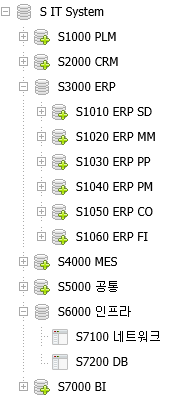 S IT System
S1000 PLM
S2000 CRM
S3000 ERP
S1010 ERP SD
S1020 ERP MM
S1030 ERP PP
S1040 ERP PM
S1050 ERP CO
S1060 ERP FI
S4000 MES
S5000 공통
S6000 인프라
S7100 네트워크
S7200 DB
S7000 BI